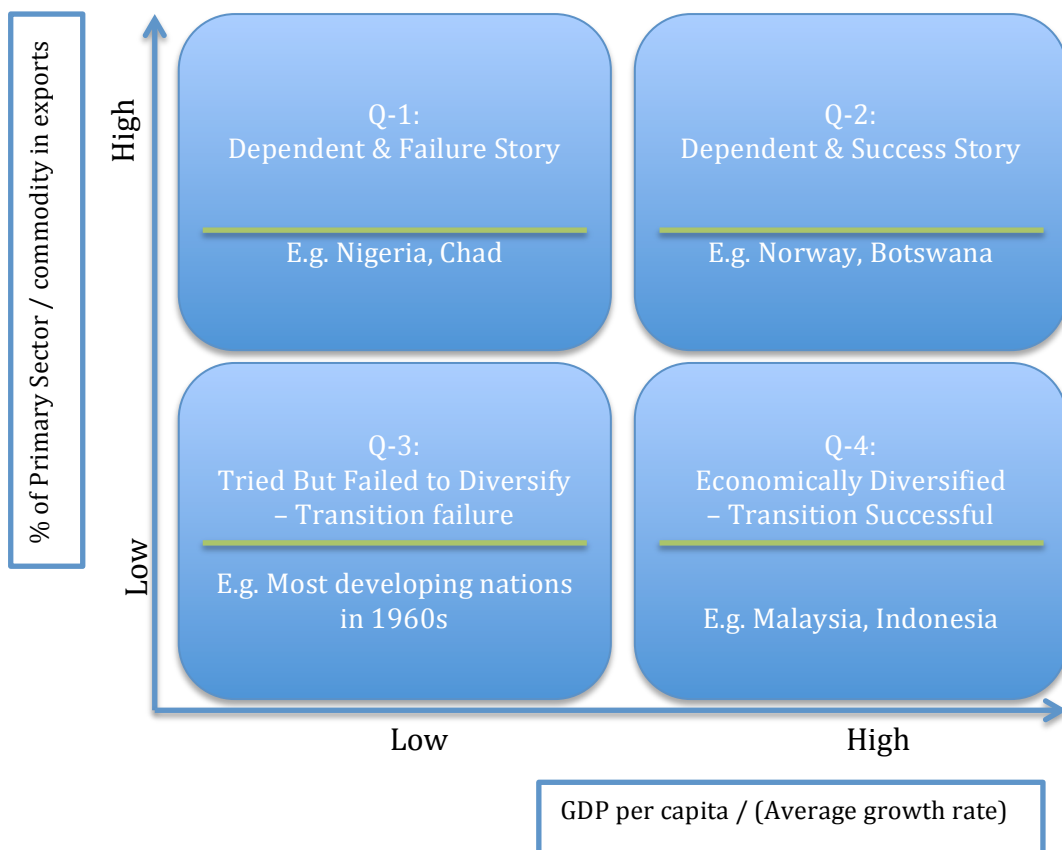 % of Primary Sector / commodity in exports
High
Low
Q-1:
Dependent & Failure Story
E.g. Nigeria, Chad
Q-2:
Dependent & Success Story
E.g. Norway, Botswana
Q-3:
Tried But Failed to Diversify
– Transition failure
E.g. Most developing nations
in 1960s
Q-4:
Economically Diversified
– Transition Successful
E.g. Malaysia, Indonesia
Low
High
GDP per capita / (Average growth rate)